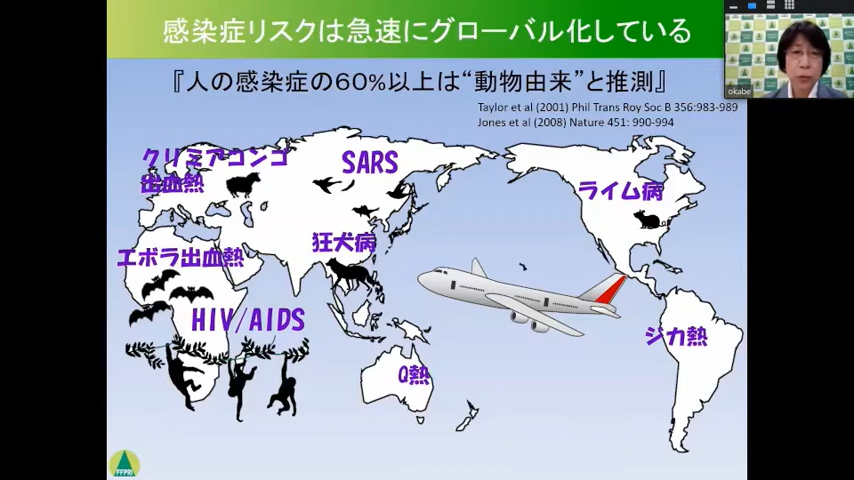 感染症リスクは急速にグローバル化している
『人の感染症の60%以上は“動物由来”と推測』
Taylor et al (2001) Phil Trans Roy Soc B 356:983-989
Jones et al (2008) Nature 451: 990-994
okabe
クリミアコンゴ
出血熱
SARS
ライム病
狂犬病
エボラ出血熱
HIV/AIDS
ジカ熱
Q熱
FFPRI